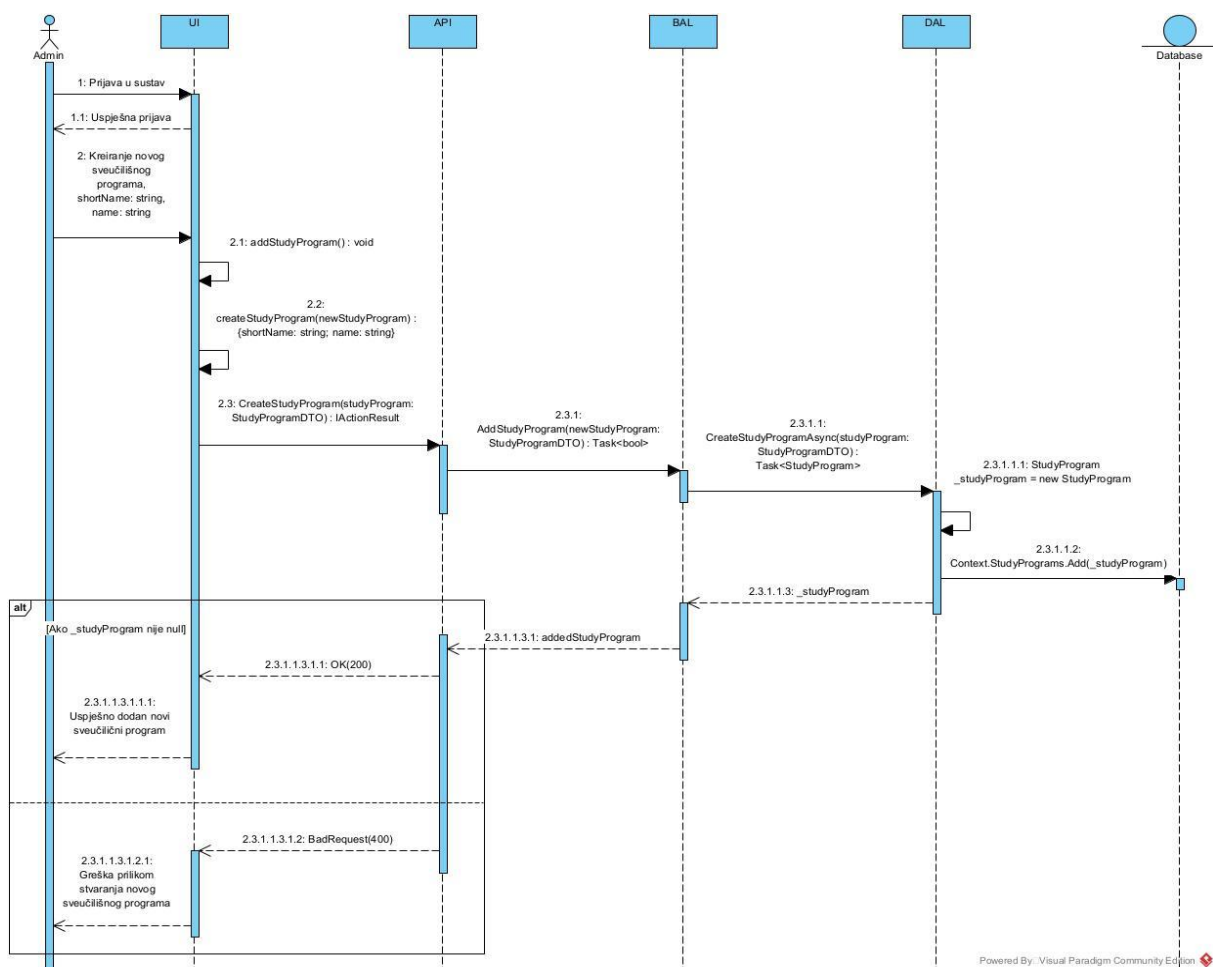 UI
API
BAL
DAL
Admin
Database
1: Prijava u sustav
1.1: Uspješna prijava
2: Kreiranje novog
sveučilišnog
programa,
shortName: string,
name: string
2.1: addStudyProgram() : void
2.2:
createStudyProgram(newStudyProgram) :
{shortName: string; name: string}
2.3: CreateStudyProgram(studyProgram:
StudyProgramDTO) : IActionResult
2.3.1:
AddStudyProgram(newStudyProgram:
StudyProgramDTO) : Task<bool>
2.3.1.1:
CreateStudyProgramAsync(studyProgram:
StudyProgramDTO) :
Task<StudyProgram>
2.3.1.1.1: StudyProgram
_studyProgram = new StudyProgram
2.3.1.1.2:
Context.StudyPrograms.Add(_studyProgram)
2.3.1.1.3: _studyProgram
alt
[Ako _studyProgram nije null]
2.3.1.1.3.1: addedStudyProgram
2.3.1.1.3.1.1: OK(200)
2.3.1.1.3.1.1.1:
Uspješno dodan novi
sveučilični program
2.3.1.1.3.1.2: BadRequest(400)
2.3.1.1.3.1.2.1:
Greška prilikom
stvaranja novog
sveučilišnog programa
Powered By: Visual Paradigm Community Edition